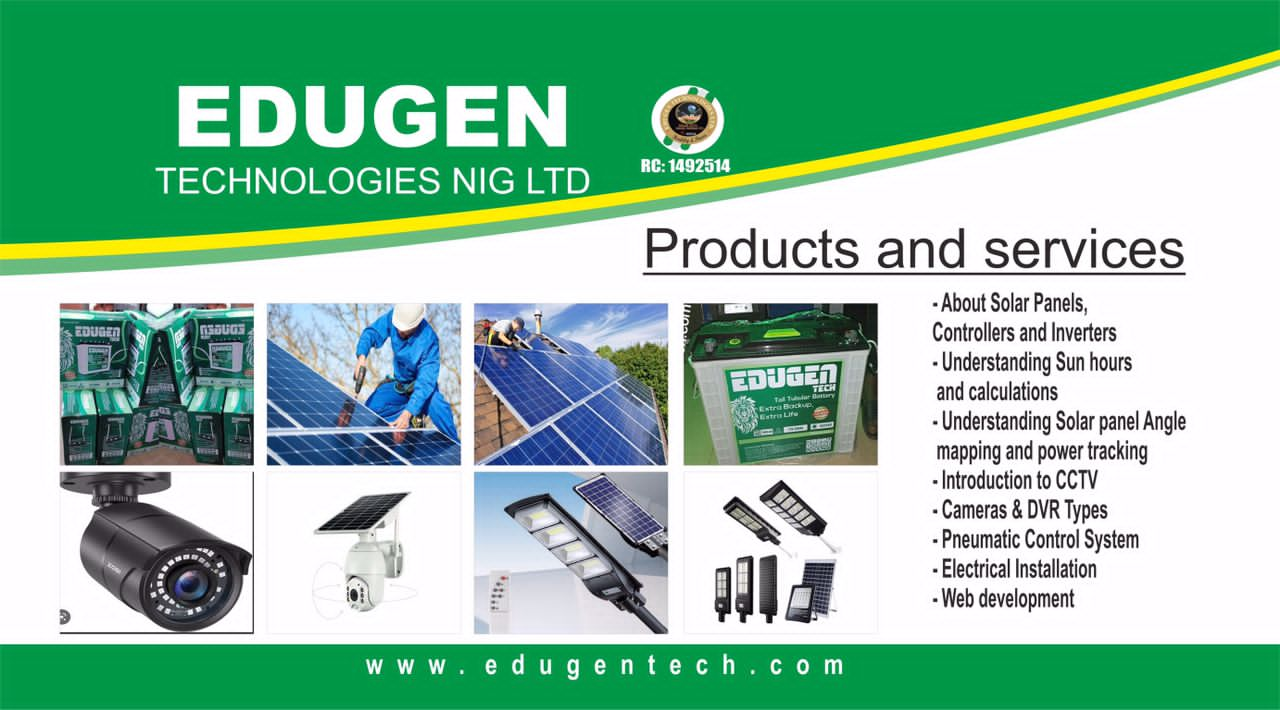 EDUGEN
TECHNOLOGIES NIG LTD
RC: 1492514
Products and services
- About Solar Panels,
Controllers and Inverters
- Understanding Sun hours
and calculations
- Understanding Solar panel Angle
mapping and power tracking
- Introduction to CCTV
- Cameras & DVR Types
- Pneumatic Control System
- Electrical Installation
- Web development
EDUGEN
EDUGEN
TECH
Tall Tubular Battery
Extra Backup
Extra Life
www.edugentech.com